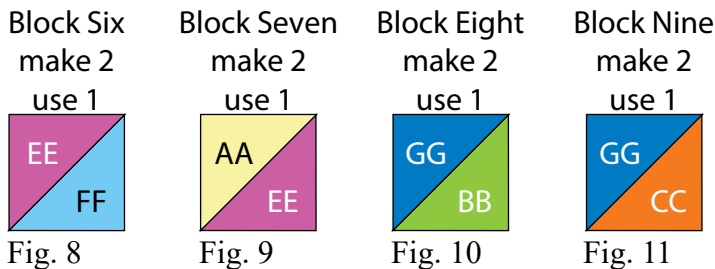 Block Six
make 2
use 1
EE
FF
Fig. 8
Block Seven
make 2
use 1
AA
EE
Fig. 9
Block Eight
make 2
use 1
GG
BB
Fig. 10
Block Nine
make 2
use 1
GG
CC
Fig. 11